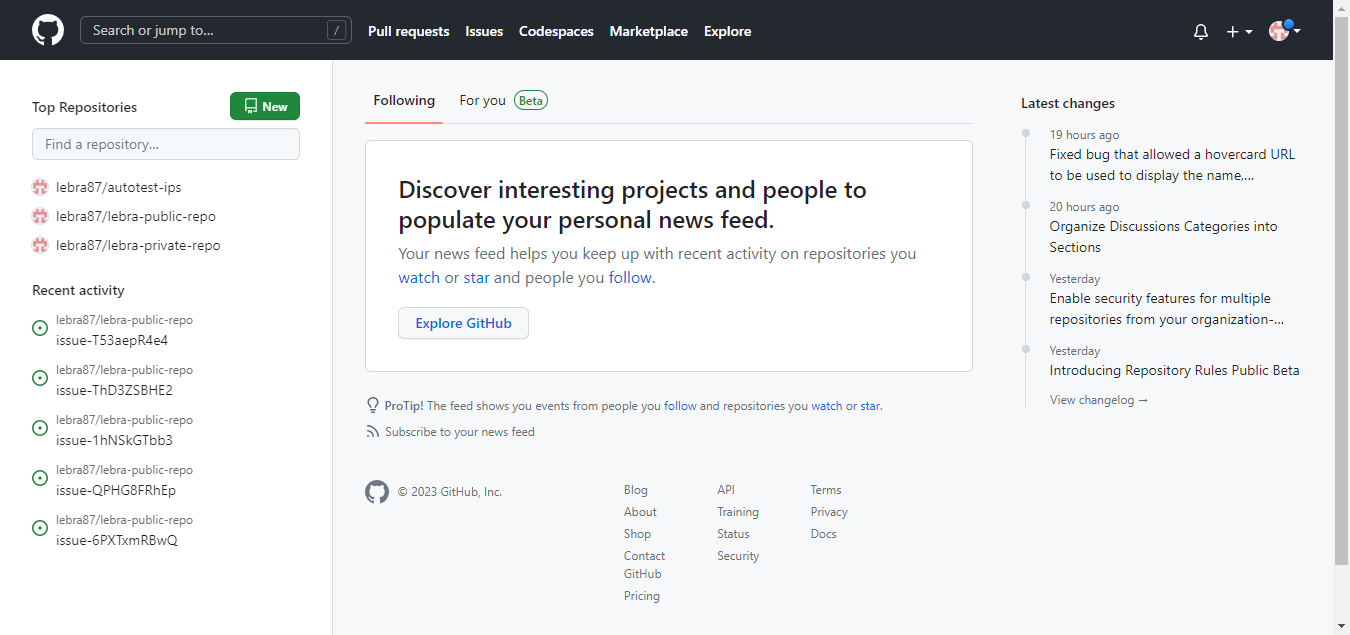 Search or jump to... /
Pull requests
Issues
Codespaces
Marketplace
Explore
Top Repositories
New
Find a repository...
lebra87/autotest-ips
lebra87/lebra-public-repo
lebra87/lebra-private-repo
Recent activity
lebra87/lebra-public-repo
issue-T53aepR4e4
lebra87/lebra-public-repo
issue-ThD3ZSBHE2
lebra87/lebra-public-repo
issue-1hNSkGTbb3
lebra87/lebra-public-repo
issue-QPHG8FRhEp
lebra87/lebra-public-repo
issue-6PXTxmRBwQ
Following
For you Beta
Discover interesting projects and people to
populate your personal news feed.
Your news feed helps you keep up with recent activity on repositories you
watch or star and people you follow.
Explore GitHub
ProTip! The feed shows you events from people you follow and repositories you watch or star.
Subscribe to your news feed
© 2023 GitHub, Inc.
Blog
About
Shop
Contact
GitHub
Pricing
API
Training
Status
Security
Terms
Privacy
Docs
Latest changes
19 hours ago
Fixed bug that allowed a hovercard URL
to be used to display the name,...
20 hours ago
Organize Discussions Categories into
Sections
Yesterday
Enable security features for multiple
repositories from your organization-...
Yesterday
Introducing Repository Rules Public Beta
View changelog →